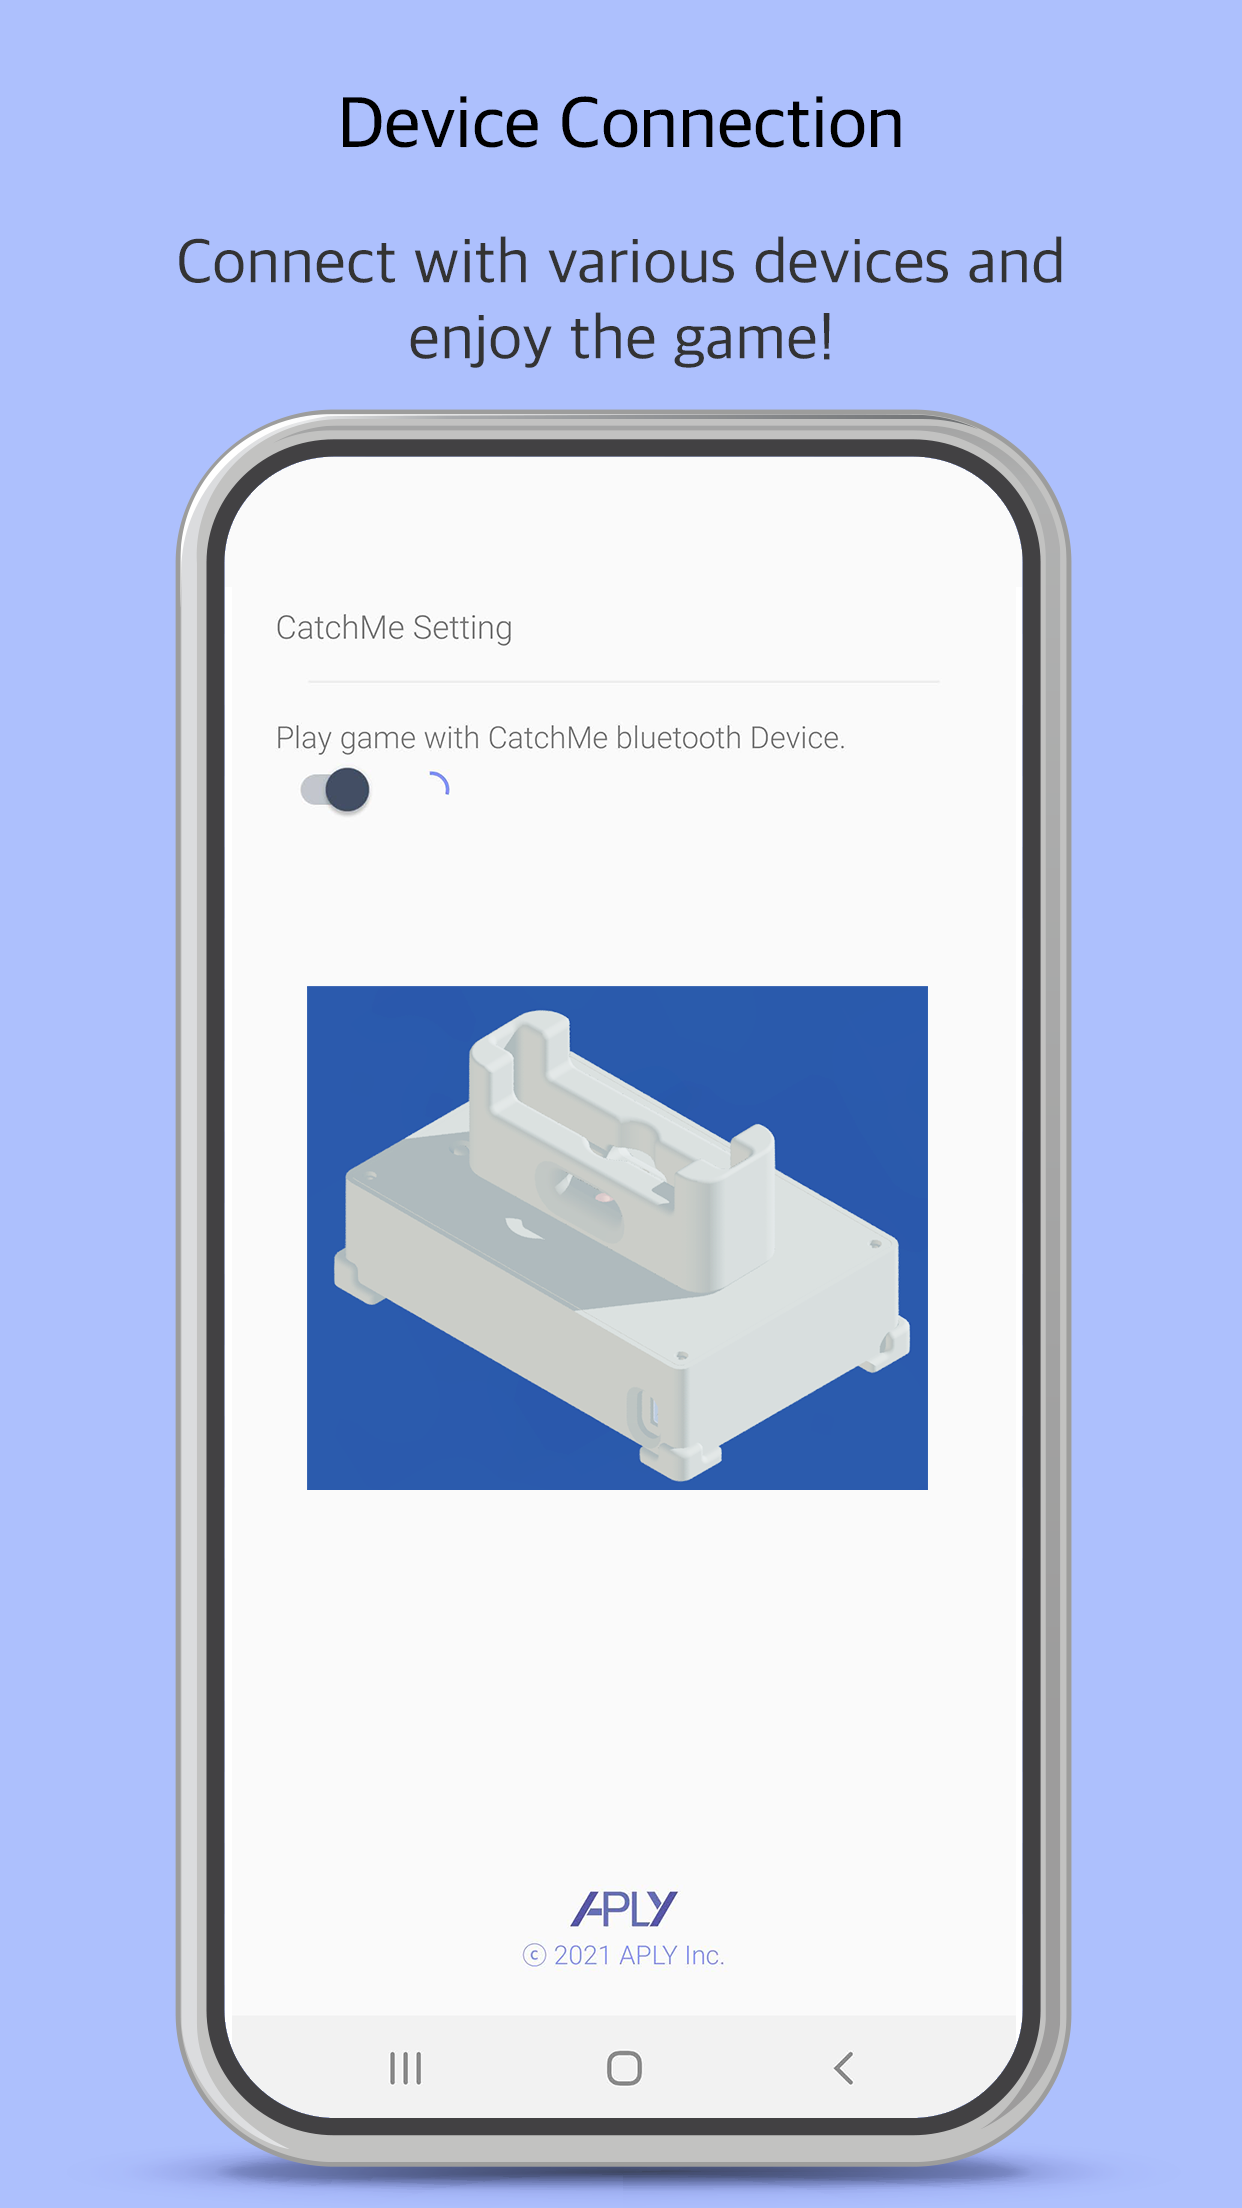 Device Connection
Connect with various devices and
enjoy the game!
CatchMe Setting
Play game with CatchMe bluetooth Device.
APLY
ⓒ 2021 APLY Inc.